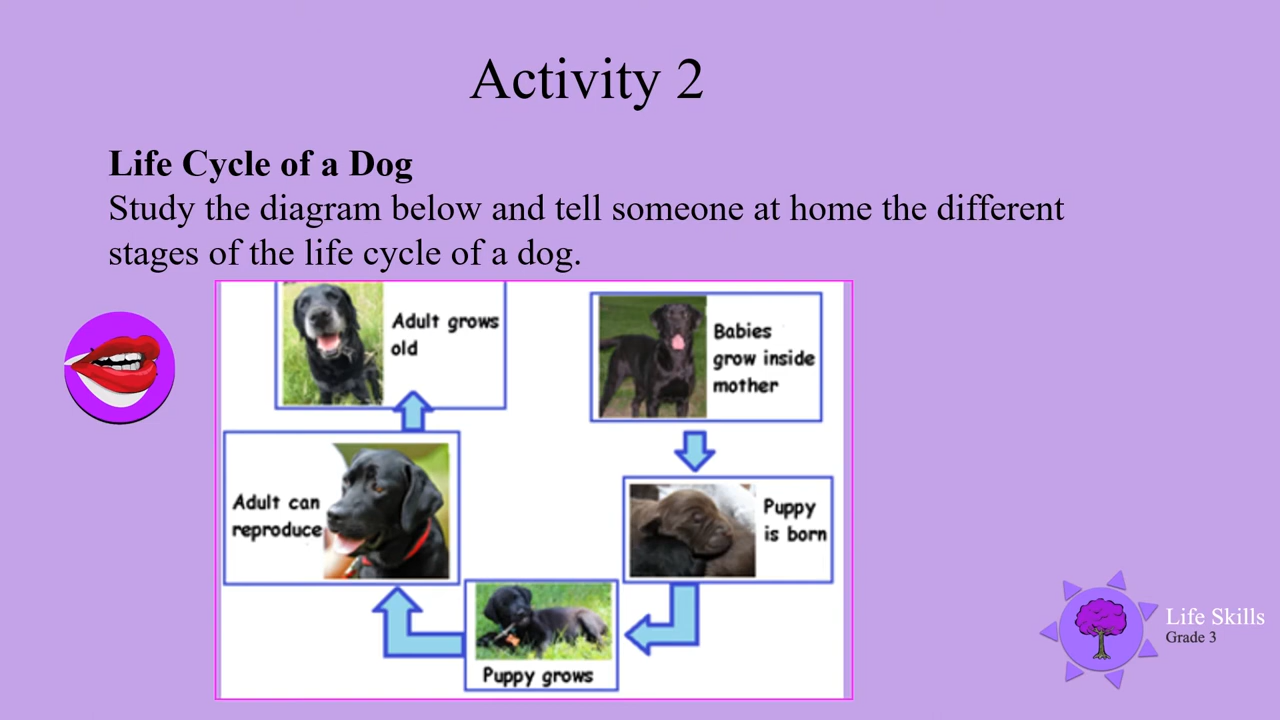 Activity 2
Life Cycle of a Dog
Study the diagram below and tell someone at home the different
stages of the life cycle of a dog.
Adult grows
old
Babies
grow inside
mother
Adult can
reproduce
Puppy
is born
Puppy grows
Life Skills
Grade 3